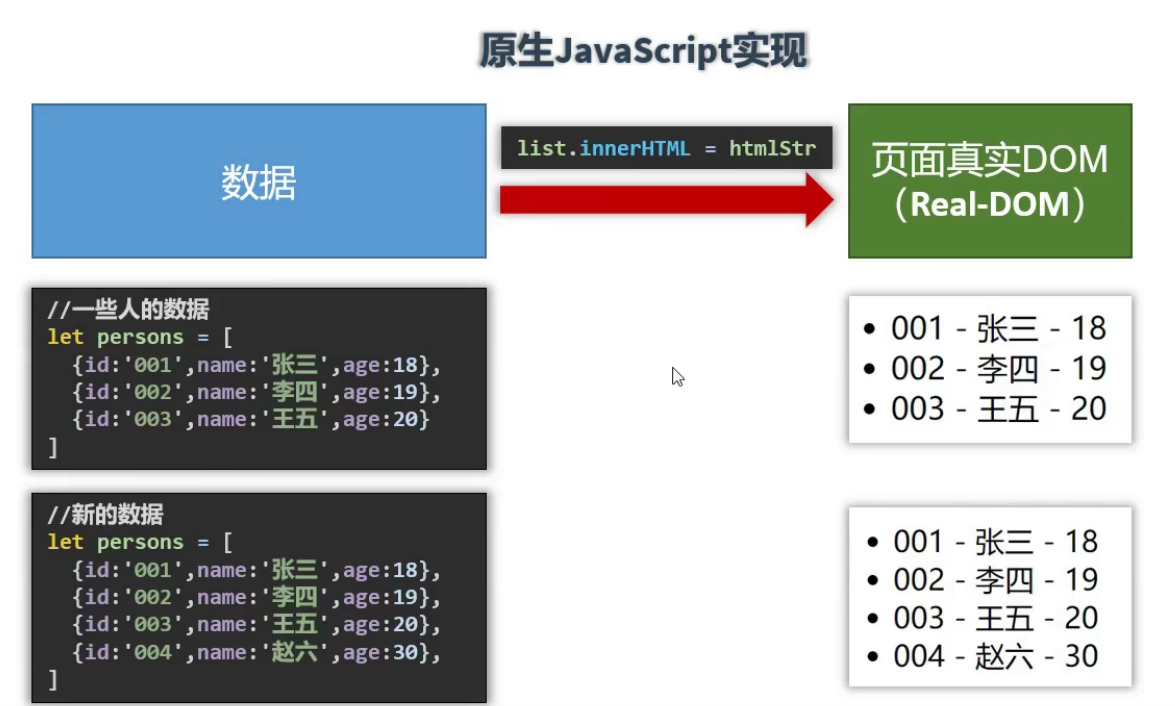 原生JavaScript实现
数据
list.innerHTML = htmlStr
页面真实DOM
（Real-DOM）
//一些人的数据
let persons = [
  {id:'001',name:'张三',age:18},
  {id:'002',name:'李四',age:19},
  {id:'003',name:'王五',age:20}
]
• 001 - 张三 - 18
• 002 - 李四 - 19
• 003 - 王五 - 20
//新的数据
let persons = [
  {id:'001',name:'张三',age:18},
  {id:'002',name:'李四',age:19},
  {id:'003',name:'王五',age:20},
  {id:'004',name:'赵六',age:30},
]
• 001 - 张三 - 18
• 002 - 李四 - 19
• 003 - 王五 - 20
• 004 - 赵六 - 30